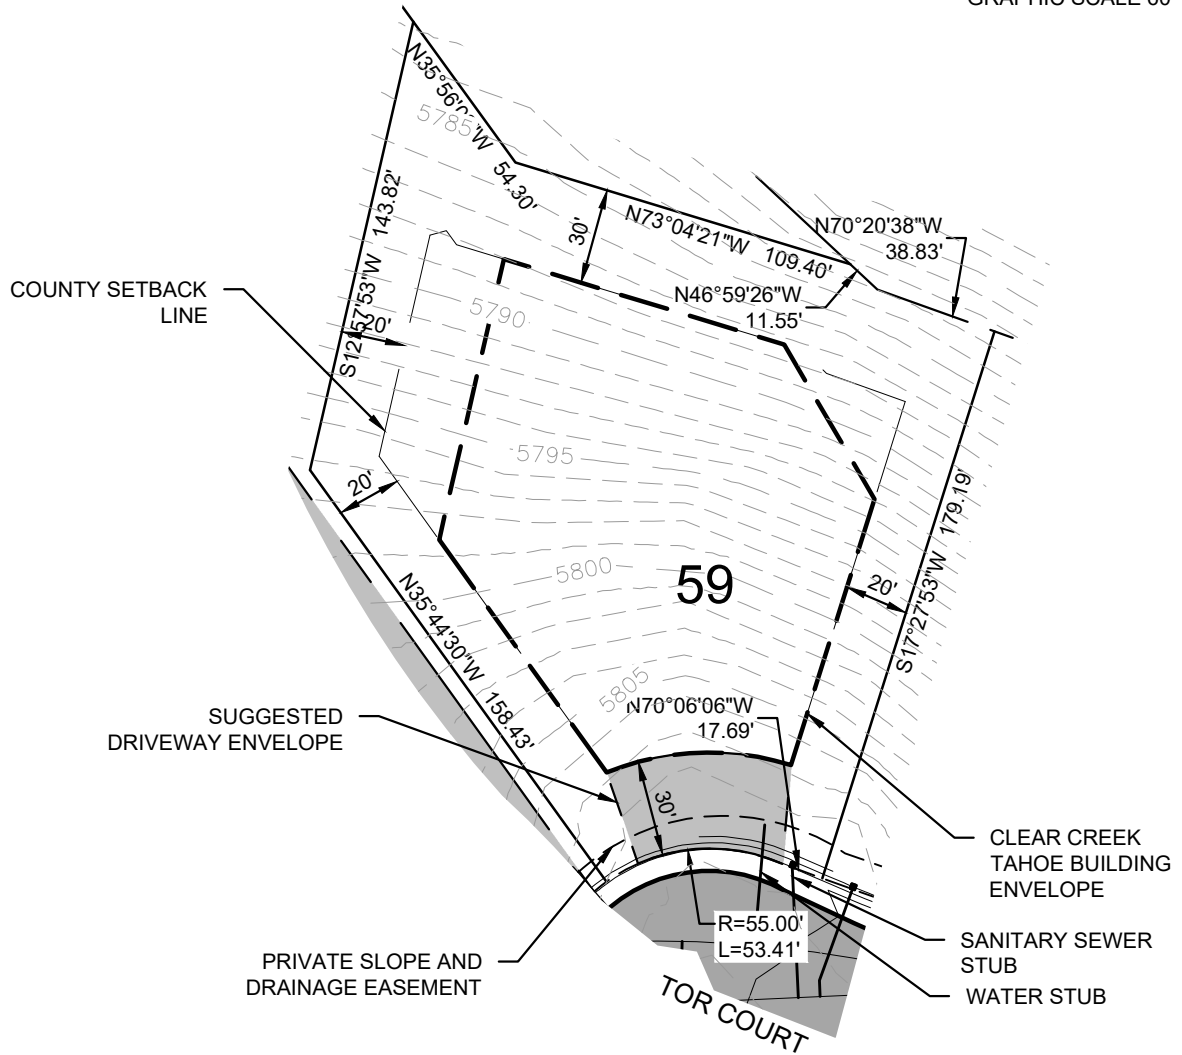 GRAPHIC SCALE 60
N35°56' "W 54.30'
5785
S12°57'53"W 143.82'
30'
N73°04'21"W 109.40'
N70°20'38"W
38.83'
N46°59'26"W
11.55'
COUNTY SETBACK
LINE
20'
5790
5795
20'
5800
59
S17°27'53"W 179.19'
20'
N35°44'30"W 158.43'
5805
N70°06'06"W
17.69'
SUGGESTED
DRIVEWAY ENVELOPE
30'
CLEAR CREEK
TAHOE BUILDING
ENVELOPE
R=55.00'
L=53.41'
SANITARY SEWER
STUB
PRIVATE SLOPE AND
DRAINAGE EASEMENT
WATER STUB
TOR COURT